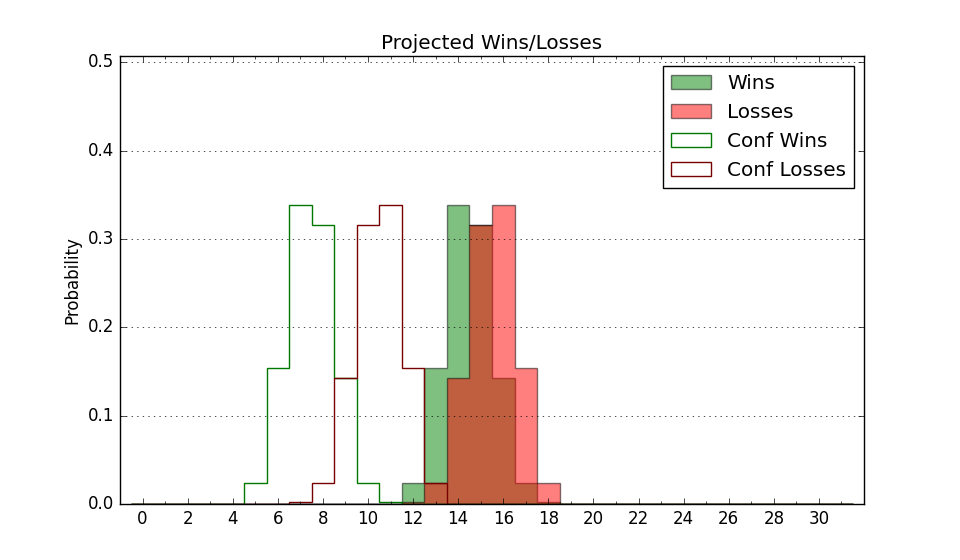 Projected Wins/Losses
Probability
0.5
0.4
0.3
0.2
0.1
0.0
0 2 4 6 8 10 12 14 16 18 20 22 24 26 28 30
Wins
Losses
Conf Wins
Conf Losses